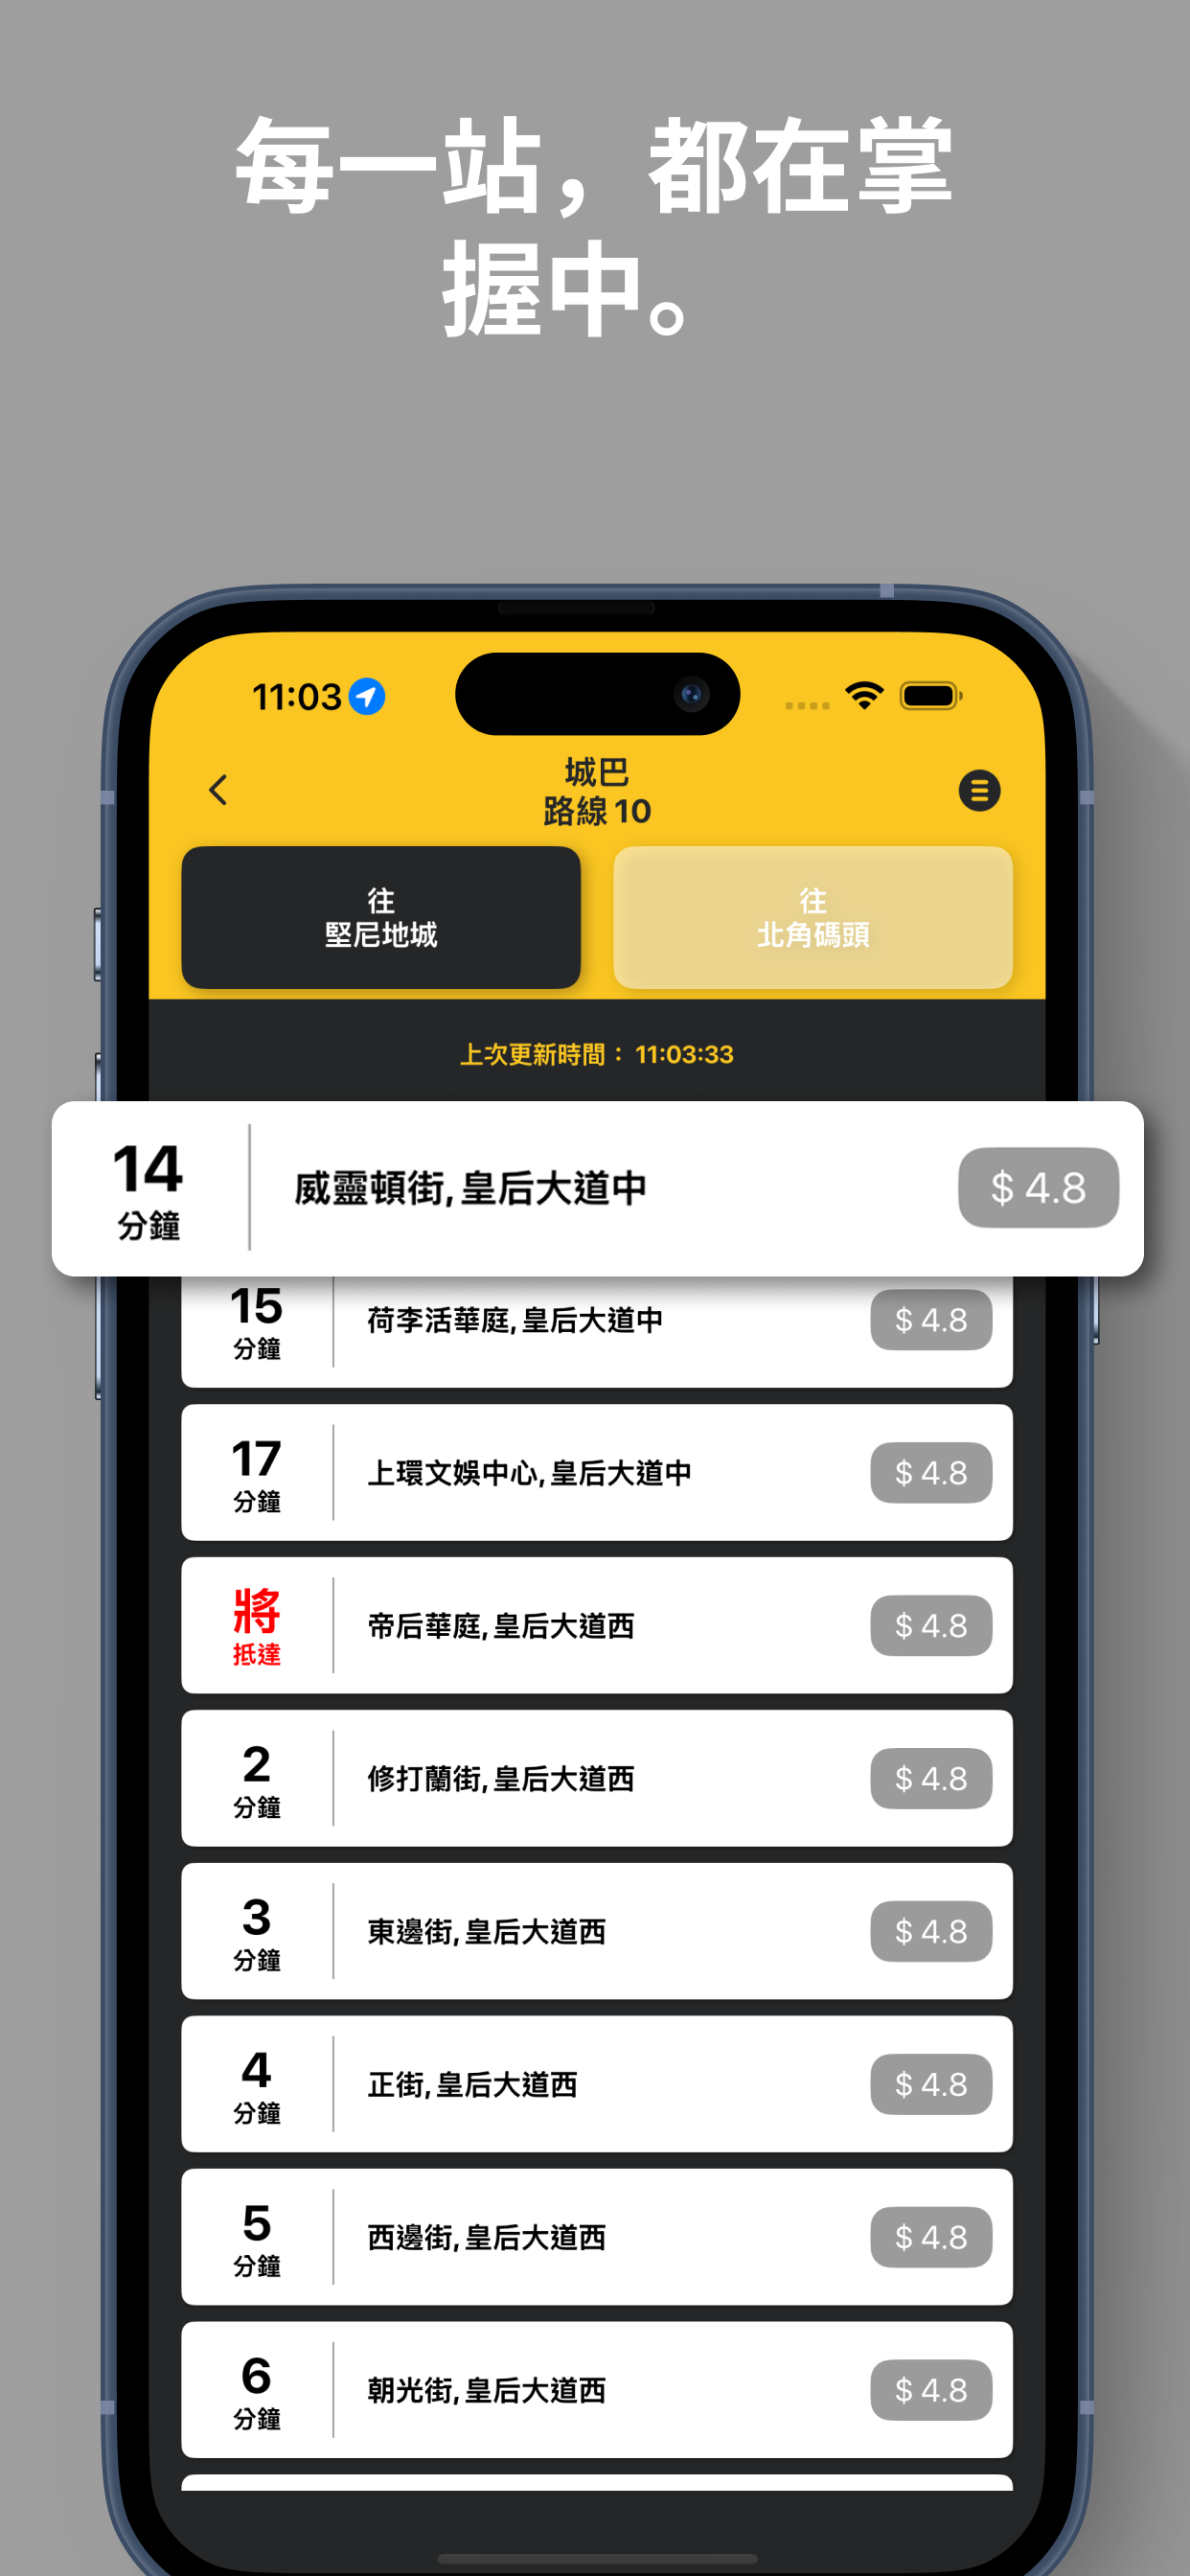 每一站，都在掌
握中。
11:03
城巴
路線 10
往
堅尼地城
往
北角碼頭
上次更新時間： 11:03:33
14
分鐘
威靈頓街, 皇后大道中
$ 4.8
15
分鐘
荷李活華庭, 皇后大道中
$ 4.8
17
分鐘
上環文娛中心, 皇后大道中
$ 4.8
將
抵達
帝后華庭, 皇后大道西
$ 4.8
2
分鐘
修打蘭街, 皇后大道西
$ 4.8
3
分鐘
東邊街, 皇后大道西
$ 4.8
4
分鐘
正街, 皇后大道西
$ 4.8
5
分鐘
西邊街, 皇后大道西
$ 4.8
6
分鐘
朝光街, 皇后大道西
$ 4.8